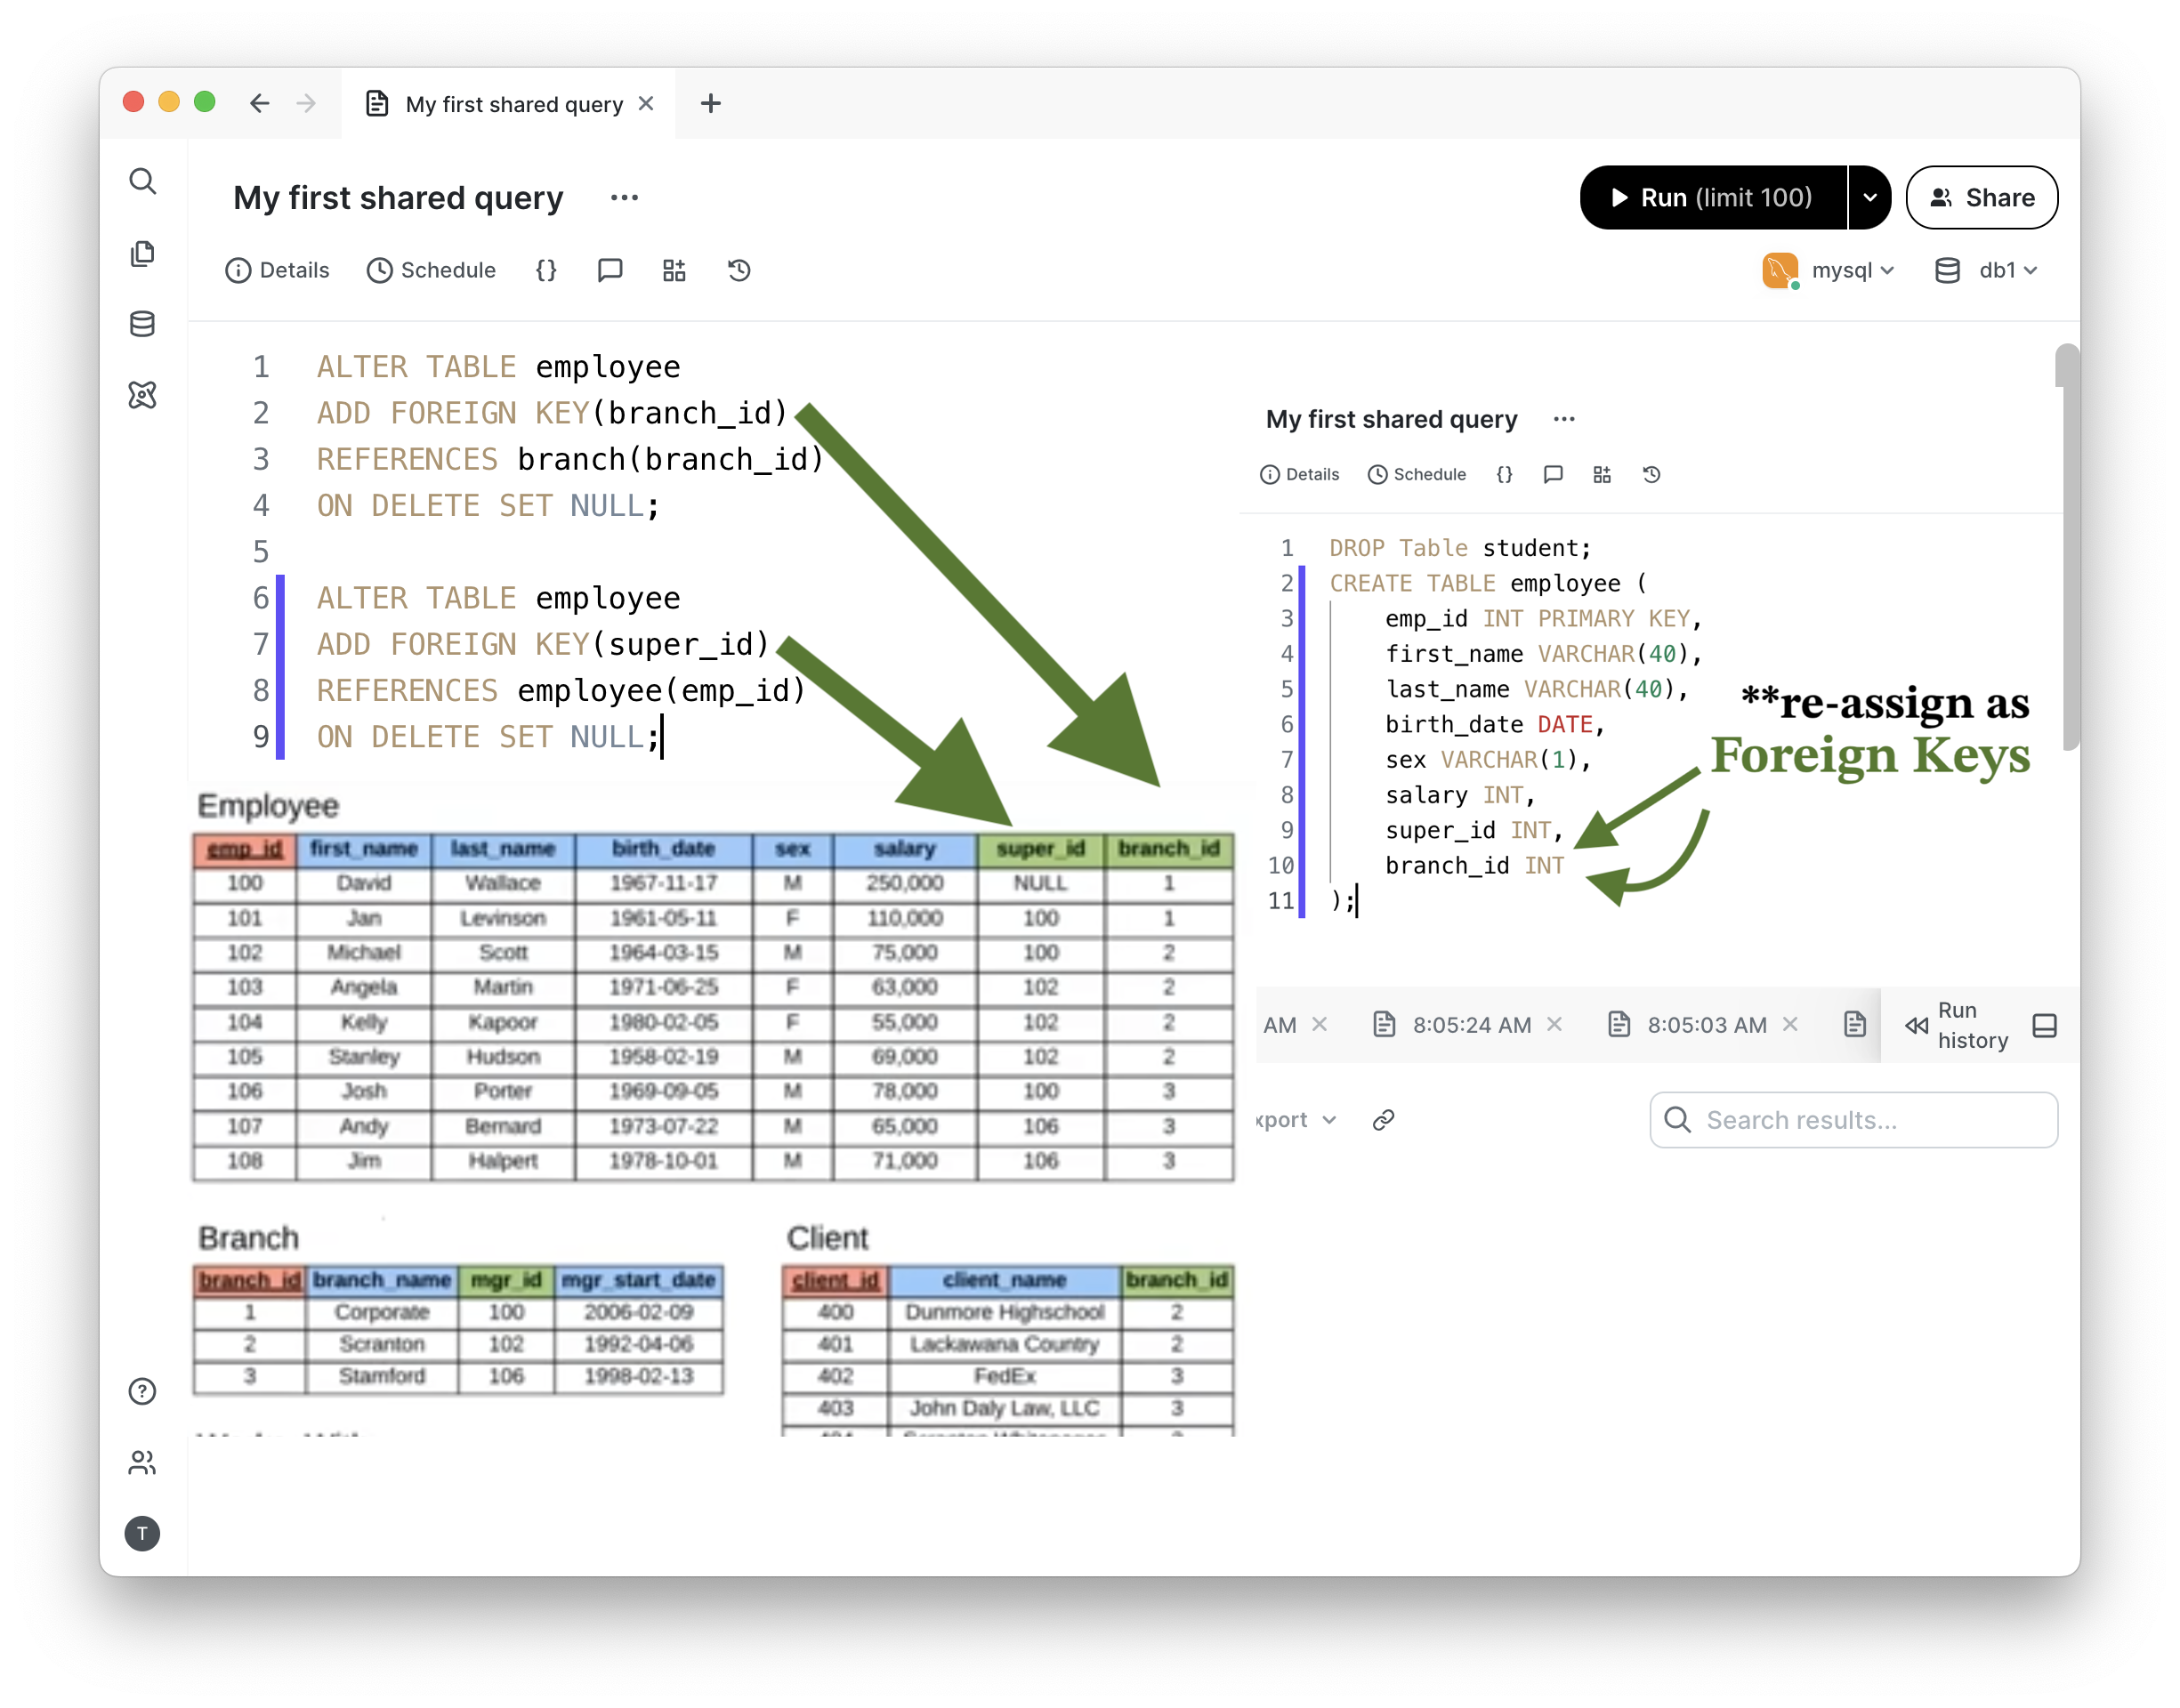 My first shared query
My first shared query
Run (limit 100)
Share
Details
Schedule
{}
mysql
db1
1 ALTER TABLE employee
2 ADD FOREIGN KEY(branch_id)
3 REFERENCES branch(branch_id)
4 ON DELETE SET NULL;
5
6 ALTER TABLE employee
7 ADD FOREIGN KEY(super_id)
8 REFERENCES employee(emp_id)
9 ON DELETE SET NULL;
My first shared query
Details
Schedule
{}
1 DROP Table student;
2 CREATE TABLE employee (
3 emp_id INT PRIMARY KEY,
4 first_name VARCHAR(40),
5 last_name VARCHAR(40),
6 birth_date DATE,
7 sex VARCHAR(1),
8 salary INT,
9 super_id INT,
10 branch_id INT
11 );
**re-assign as
Foreign Keys
Employee
emp_id first_name last_name birth_date sex salary super_id branch_id
100 David Wallace 1967-11-17 M 250,000 NULL 1
101 Jan Levinson 1961-05-11 F 110,000 100 1
102 Michael Scott 1964-03-15 M 75,000 100 2
103 Angela Martin 1971-06-25 F 63,000 102 2
104 Kelly Kapoor 1980-02-05 F 55,000 102 2
105 Stanley Hudson 1958-02-19 M 69,000 102 2
106 Josh Porter 1969-09-05 M 78,000 100 3
107 Andy Bernard 1973-07-22 M 65,000 106 3
108 Jim Halpert 1978-10-01 M 71,000 106 3
AM
8:05:24 AM
8:05:03 AM
Run
history
xport
Search results...
Branch
branch_id branch_name mgr_id mgr_start_date
1 Corporate 100 2006-02-09
2 Scranton 102 1992-04-06
3 Stamford 106 1998-02-13
Client
client_id client_name branch_id
400 Dunmore Highschool 2
401 Lackawana Country 2
402 FedEx 3
403 John Daly Law, LLC 3
T